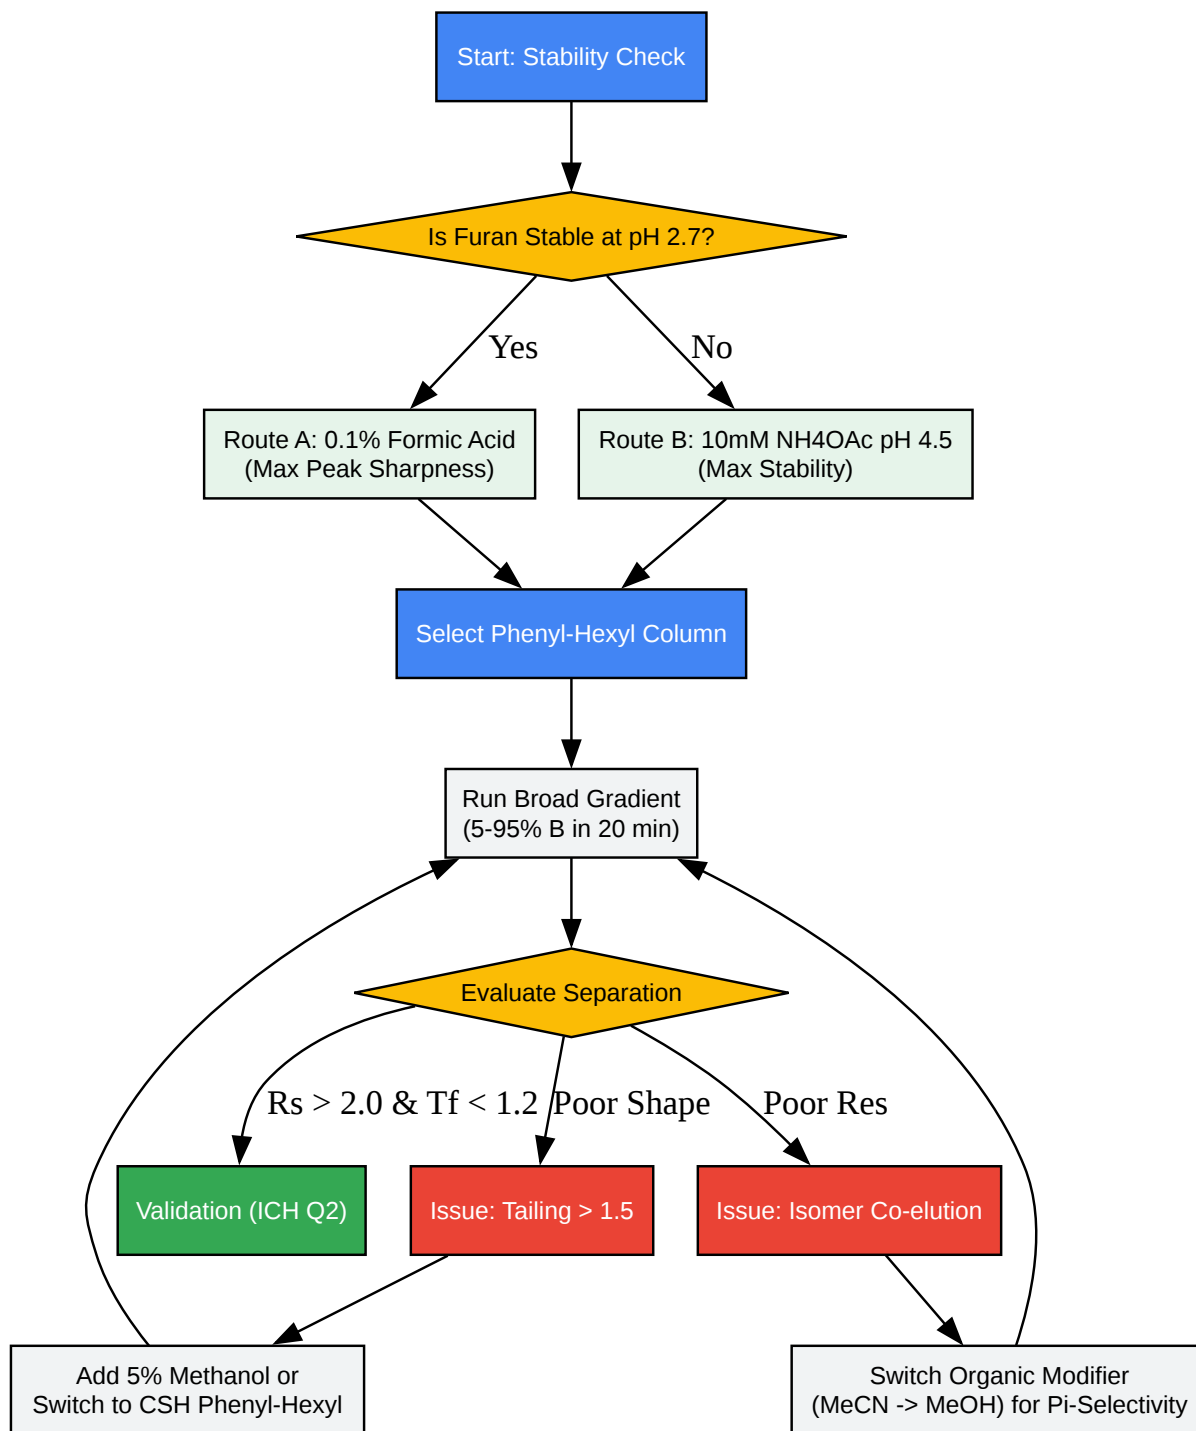 Start: Stability Check
Is Furan Stable at pH 2.7?
Yes
No
Route A: 0.1% Formic Acid
(Max Peak Sharpness)
Route B: 10mM NH4OAc pH 4.5
(Max Stability)
Select Phenyl-Hexyl Column
Run Broad Gradient
(5-95% B in 20 min)
Evaluate Separation
Rs > 2.0 & Tf < 1.2
Poor Shape
Poor Res
Validation (ICH Q2)
Issue: Tailing > 1.5
Issue: Isomer Co-elution
Add 5% Methanol or
Switch to CSH Phenyl-Hexyl
Switch Organic Modifier
(MeCN -> MeOH) for Pi-Selectivity